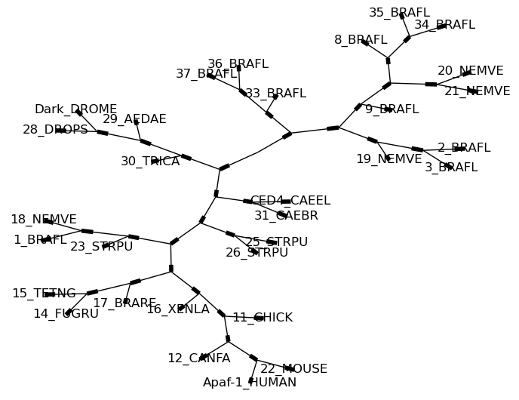 35_BRAFL
34_BRAFL
8_BRAFL
36_BRAFL
37_BRAFL
20_NEMVE
21_NEMVE
33_BRAFL
9_BRAFL
Dark_DROME
29_AEDAE
28_DROPS
30_TRICA
2_BRAFL
19_NEMVE
3_BRAFL
CED4_CAEEL
31_CAEBR
18_NEMVE
1_BRAFL
23_STRPU
25_STRPU
26_STRPU
15_TETNG
17_BRARE
14_FUGRU
16_XENLA
11_CHICK
12_CANFA
22_MOUSE
Apaf-1_HUMAN